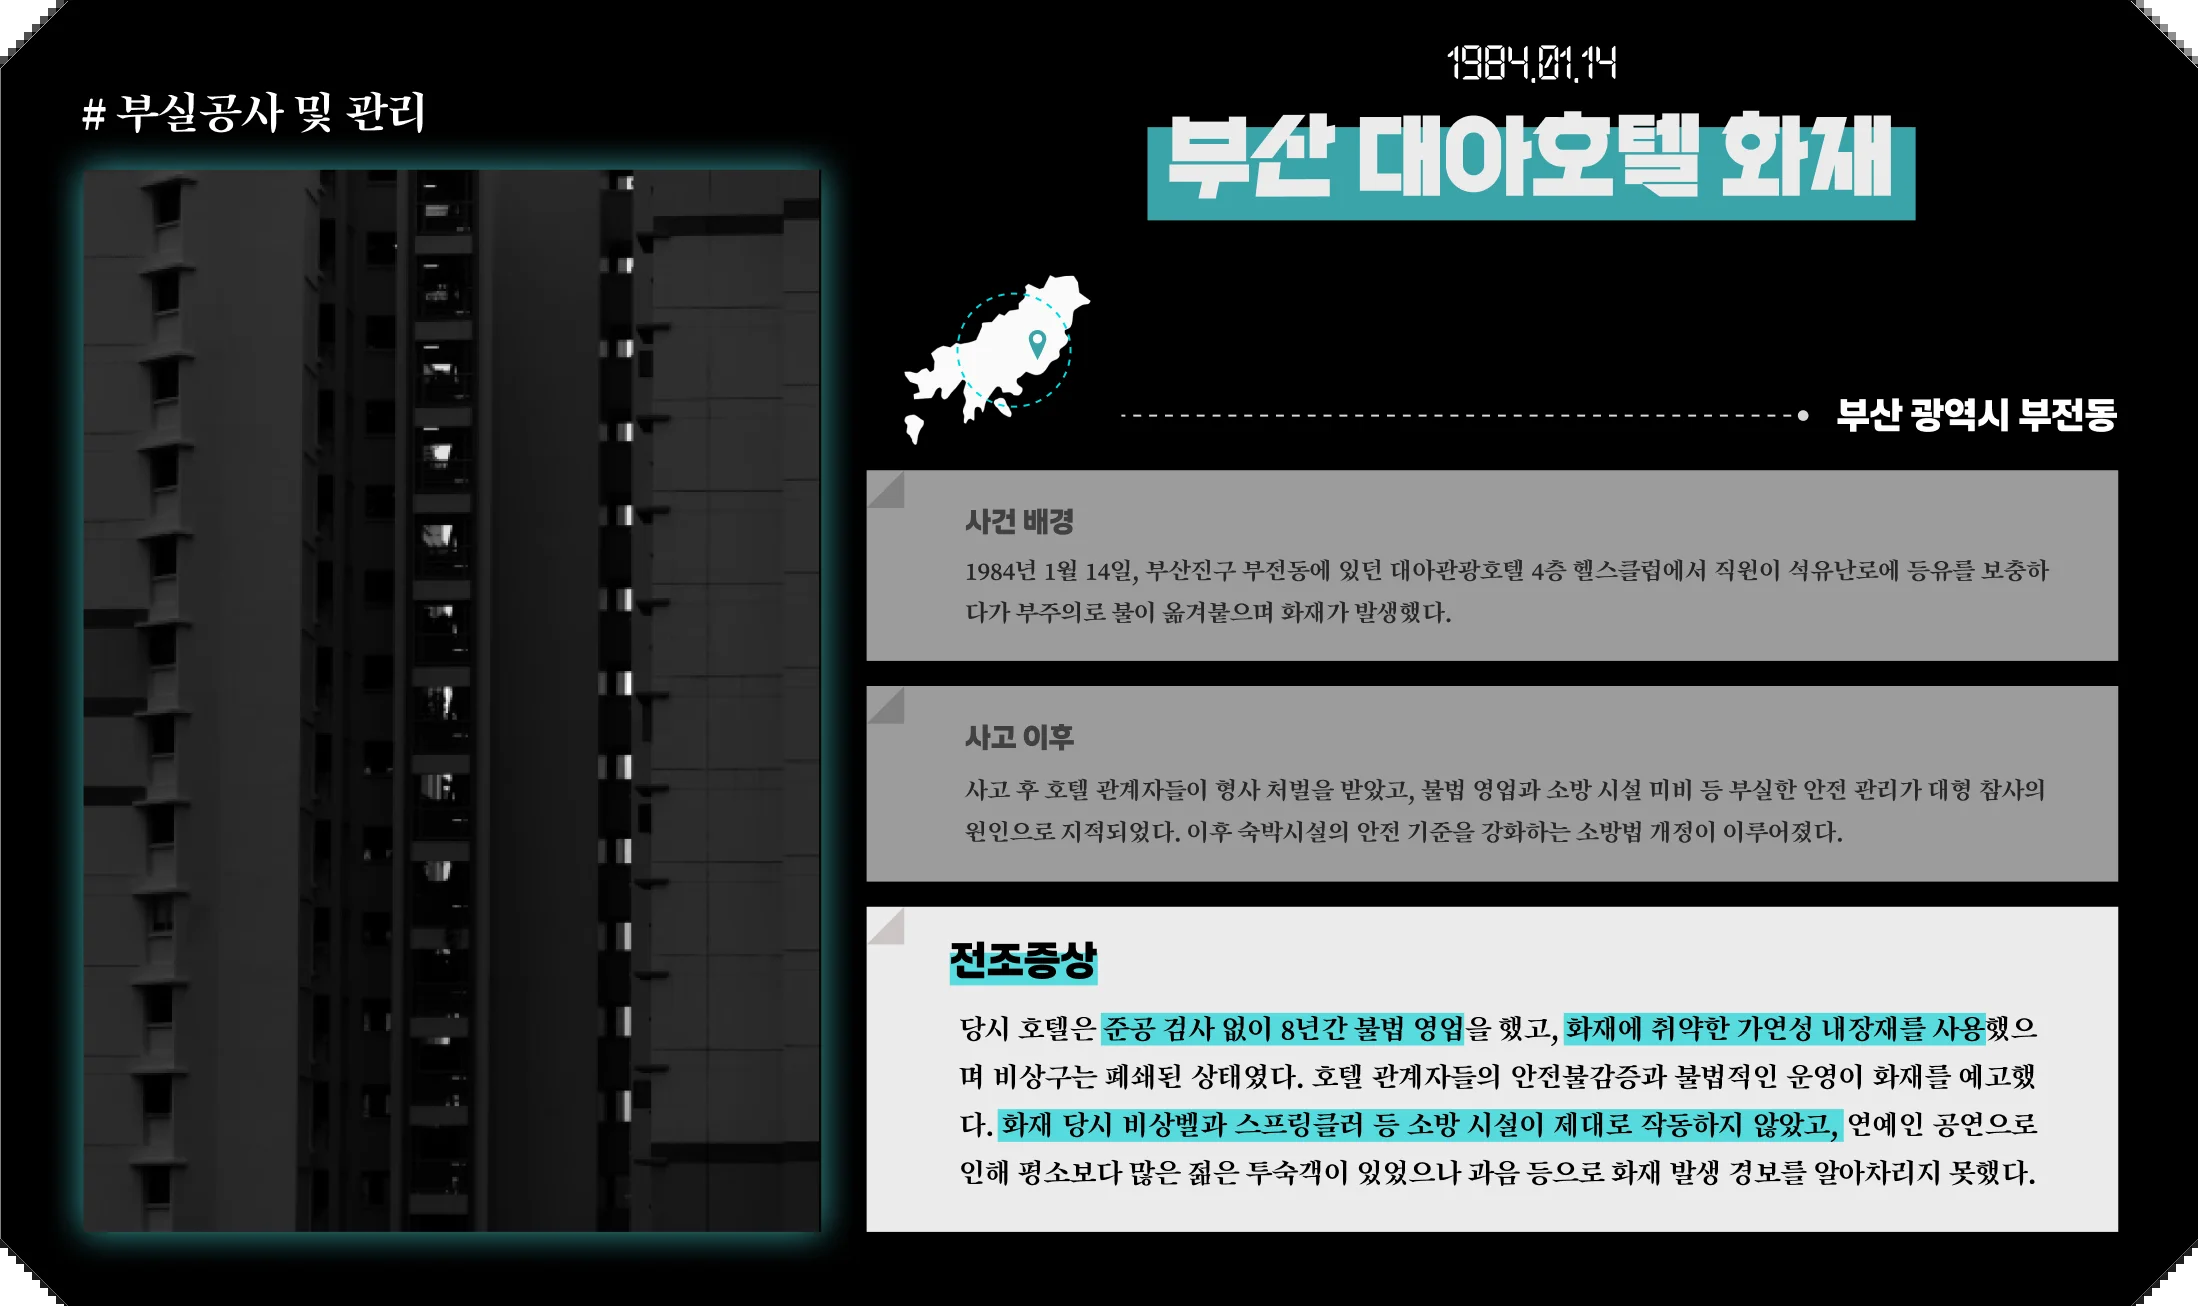 # 부실공사 및 관리
1984.01.14
부산 대아호텔 화재
부산 광역시 부전동
사건 배경
1984년 1월 14일, 부산진구 부전동에 있던 대아관광호텔 4층 헬스클럽에서 직원이 석유난로에 등유를 보충하
다가 부주의로 불이 옮겨붙으며 화재가 발생했다.
사고 이후
사고 후 호텔 관계자들이 형사 처벌을 받았고, 불법 영업과 소방 시설 미비 등 부실한 안전 관리가 대형 참사의
원인으로 지적되었다. 이후 숙박시설의 안전 기준을 강화하는 소방법 개정이 이루어졌다.
전조증상
당시 호텔은 준공 검사 없이 8년간 불법 영업을 했고, 화재에 취약한 가연성 내장재를 사용했으
며 비상구는 폐쇄된 상태였다. 호텔 관계자들의 안전불감증과 불법적인 운영이 화재를 예고했
다. 화재 당시 비상벨과 스프링클러 등 소방 시설이 제대로 작동하지 않았고, 연예인 공연으로
인해 평소보다 많은 젊은 투숙객이 있었으나 과음 등으로 화재 발생 경보를 알아차리지 못했다.